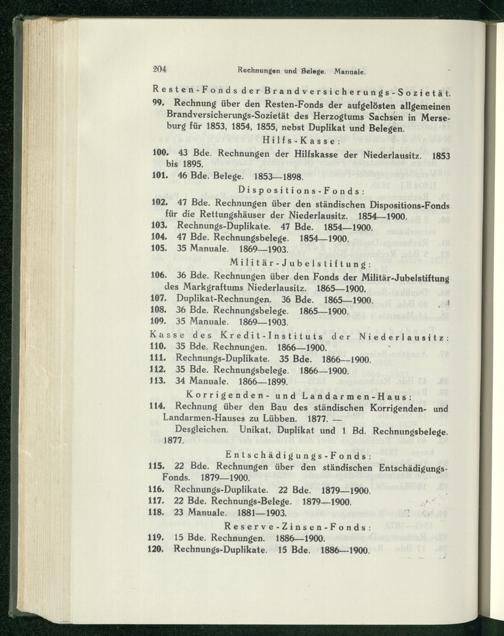 204
Rechnungen und Belege. Manuale.
Resten-Fonds der Brandversicherungs-Sozietät.
99. Rechnung über den Resten-Fonds der aufgelösten allgemeinen
Brandversicherungs-Sozietät des Herzogtums Sachsen in Merse-
burg für 1853, 1854, 1855, nebst Duplikat und Belegen.
Hilfs-Kasse:
100. 43 Bde. Rechnungen der Hilfskasse der Niederlausitz. 1853
bis 1895.
101. 46 Bde. Belege. 1853—1898.
Dispositions-Fonds:
102. 47 Bde. Rechnungen über den ständischen Dispositions-Fonds
für die Rettungshäuser der Niederlausitz. 1854—1900.
103. Rechnungs-Duplikate. 47 Bde. 1854—1900.
104. 47 Bde. Rechnungsbelege. 1854—1900.
105. 35 Manuale. 1869—1903.
Militär-Jubelstiftung:
106. 36 Bde. Rechnungen über den Fonds der Militär-Jubelstiftung
des Markgraftums Niederlausitz. 1865—1900.
107. Duplikat-Rechnungen. 36 Bde. 1865—1900.
108. 36 Bde. Rechnungsbelege. 1865—1900.
109. 35 Manuale. 1869—1903.
Kasse des Kredit-Instituts der Niederlausitz:
110. 35 Bde. Rechnungen. 1866—1900.
111. Rechnungs-Duplikate. 35 Bde. 1866—1900.
112. 35 Bde. Rechnungsbelege. 1866—1900.
113. 34 Manuale. 1866—1899.
Korrigenden- und Landarmen-Haus:
114. Rechnung über den Bau des ständischen Korrigenden- und
Landarmen-Hauses zu Lübben. 1877. —
Desgleichen. Unikat, Duplikat und 1 Bd. Rechnungsbelege.
1877.
Entschädigungs-Fonds:
115. 22 Bde. Rechnungen über den ständischen Entschädigungs-
Fonds. 1879—1900.
116. Rechnungs-Duplikate. 22 Bde. 1879—1900.
117. 22 Bde. Rechnungs-Belege. 1879—1900.
118. 23 Manuale. 1881—1903.
Reserve-Zinsen-Fonds:
119. 15 Bde. Rechnungen. 1886—1900.
120. Rechnungs-Duplikate. 15 Bde. 1886—1900.